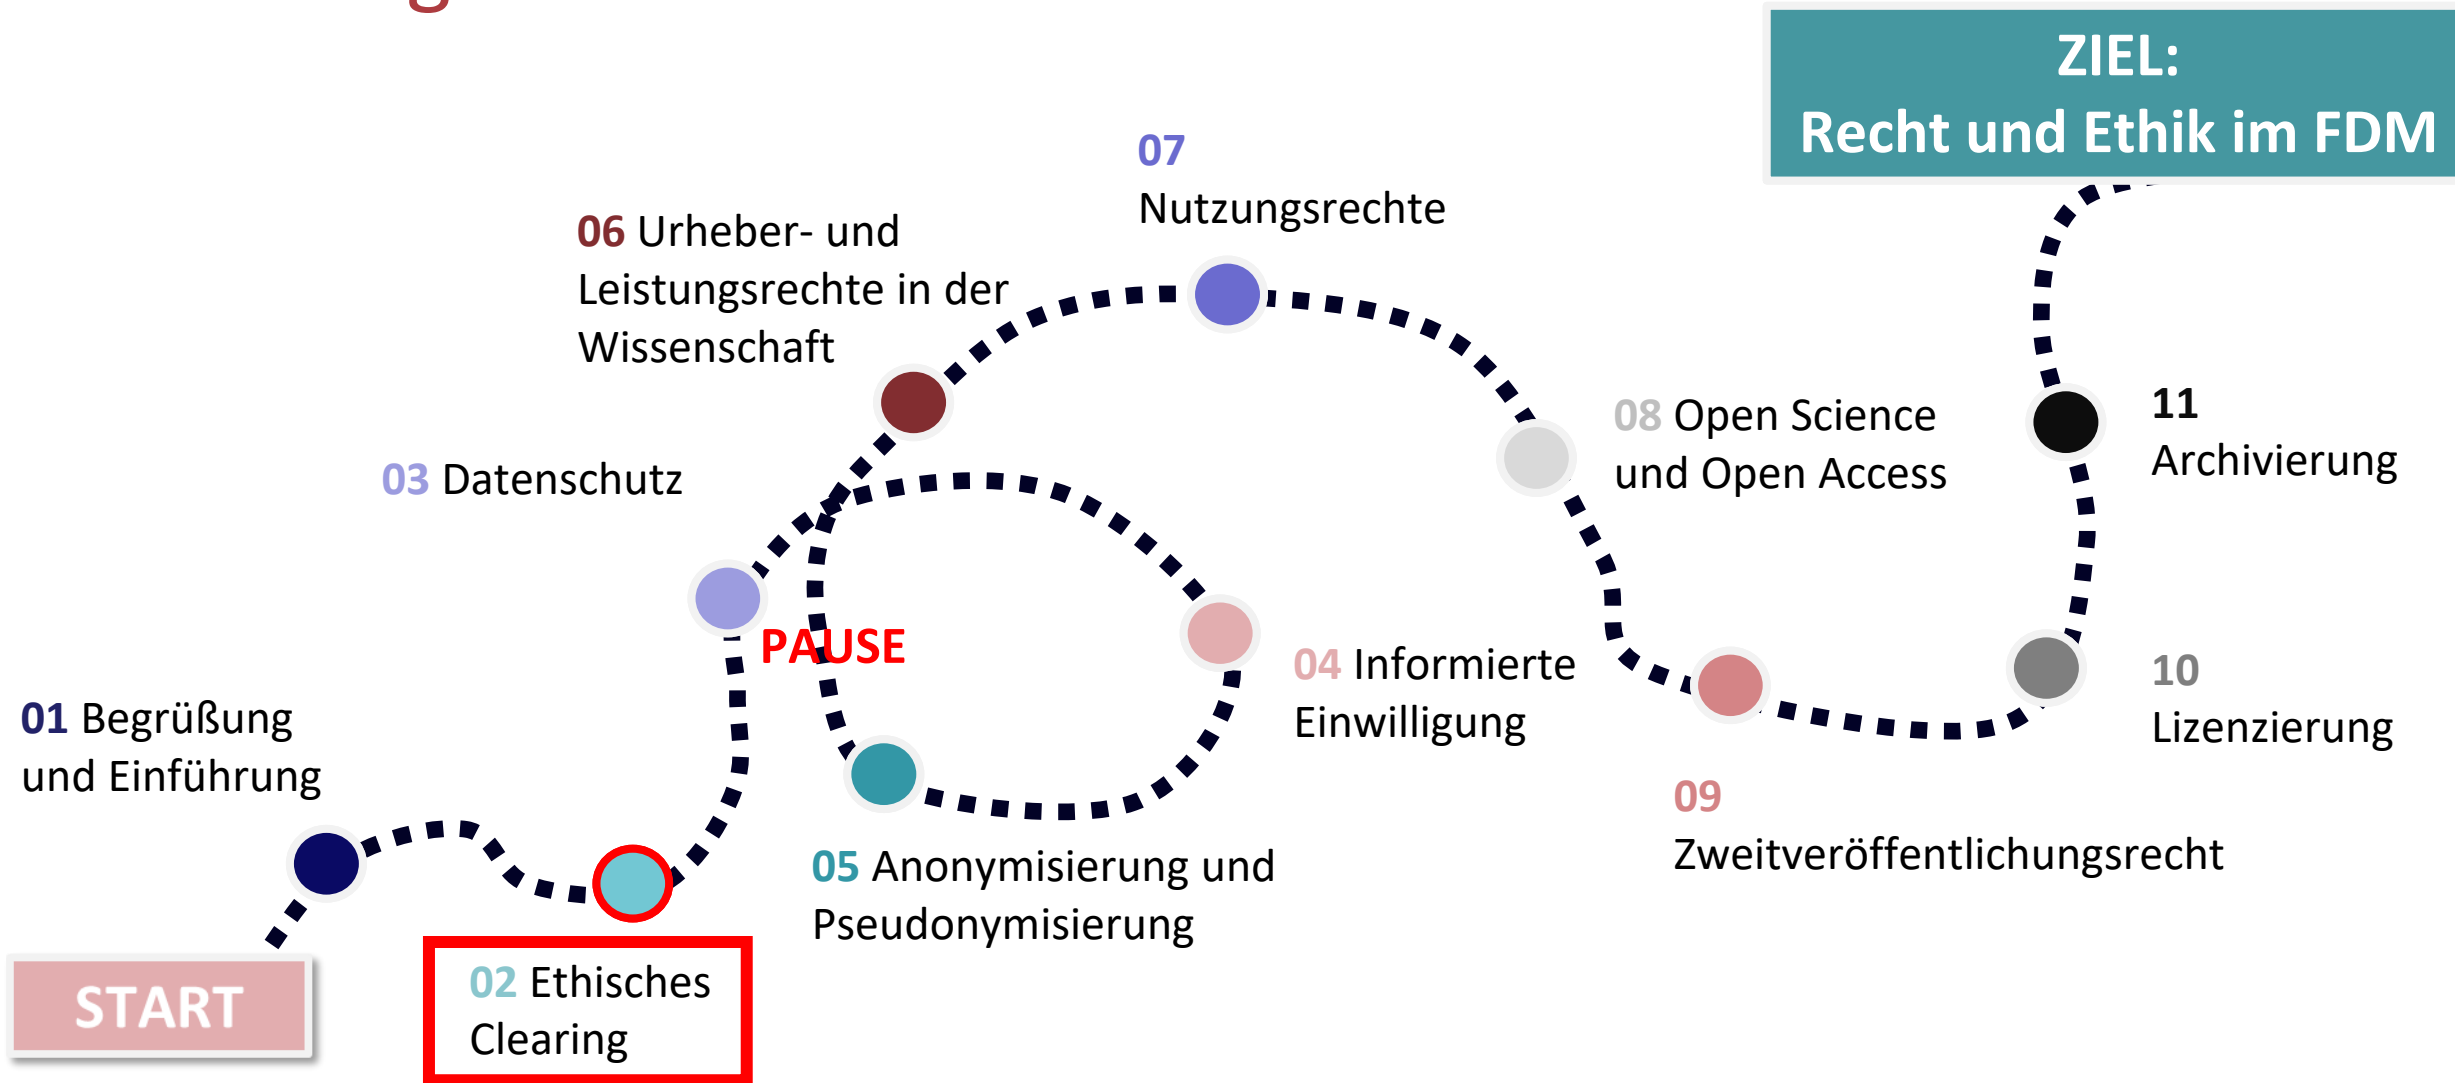 ZIEL:
Recht und Ethik im FDM
07
Nutzungsrechte
06 Urheber- und
Leistungsrechte in der
Wissenschaft
08 Open Science
und Open Access
11
Archivierung
03 Datenschutz
PAUSE
04 Informierte
Einwilligung
10
Lizenzierung
01 Begrüßung
und Einführung
09
Zweitveröffentlichungsrecht
05 Anonymisierung und
Pseudonymisierung
02 Ethisches
Clearing
START